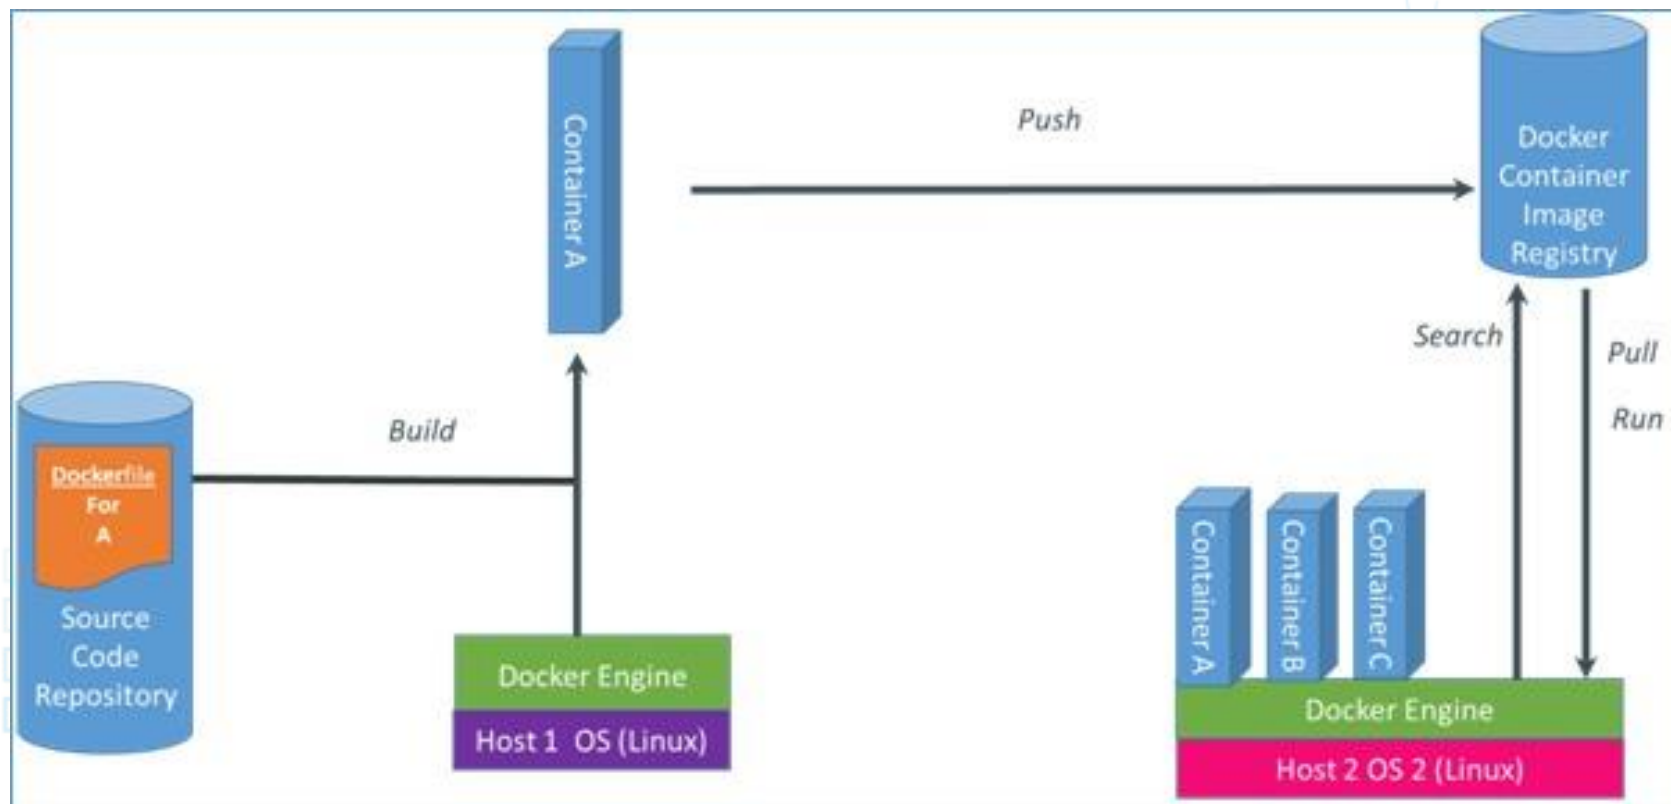 Container A
Push
Docker
Container
Image
Registry
Search
Pull
Run
Build
Dockerfile
For
A
Source
Code
Repository
Docker Engine
Host 1 OS (Linux)
Container A
Container B
Container C
Docker Engine
Host 2 OS 2 (Linux)